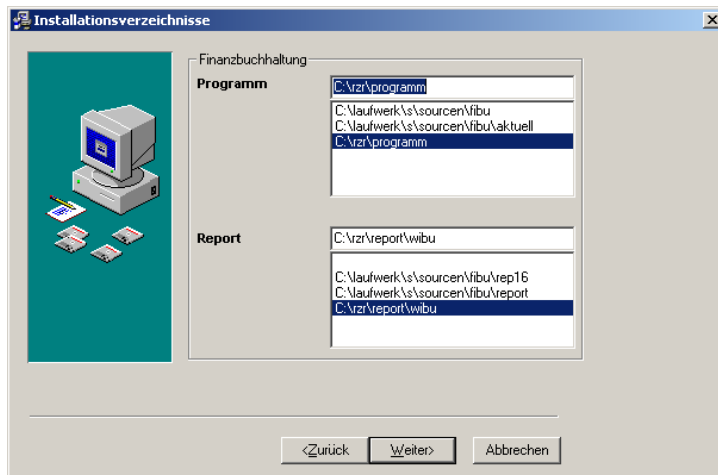 Installationsverzeichnisse
Finanzbuchhaltung
Programm
C:\rzr\programm
C:\laufwerk\s\sourcen\fibu
C:\laufwerk\s\sourcen\fibu\aktuell
C:\rzr\programm
Report
C:\rzr\report\wibu
C:\laufwerk\s\sourcen\fibu\rep16
C:\laufwerk\s\sourcen\fibu\report
C:\rzr\report\wibu
<Zurück
Weiter>
Abbrechen